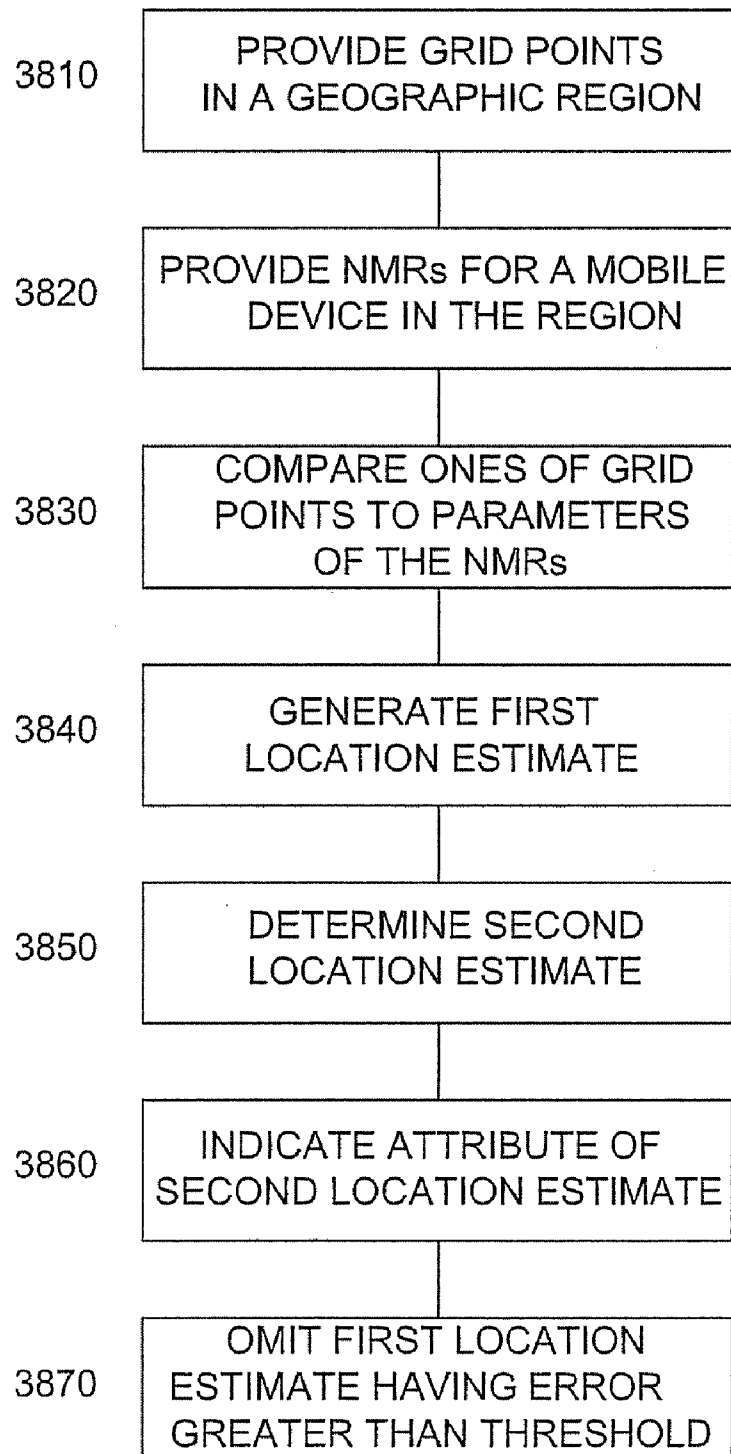 3810
PROVIDE GRID POINTS
IN A GEOGRAPHIC REGION
3820
PROVIDE NMRs FOR A MOBILE
DEVICE IN THE REGION
3830
COMPARE ONES OF GRID
POINTS TO PARAMETERS
OF THE NMRs
3840
GENERATE FIRST
LOCATION ESTIMATE
3850
DETERMINE SECOND
LOCATION ESTIMATE
3860
INDICATE ATTRIBUTE OF
SECOND LOCATION ESTIMATE
3870
OMIT FIRST LOCATION
ESTIMATE HAVING ERROR
GREATER THAN THRESHOLD